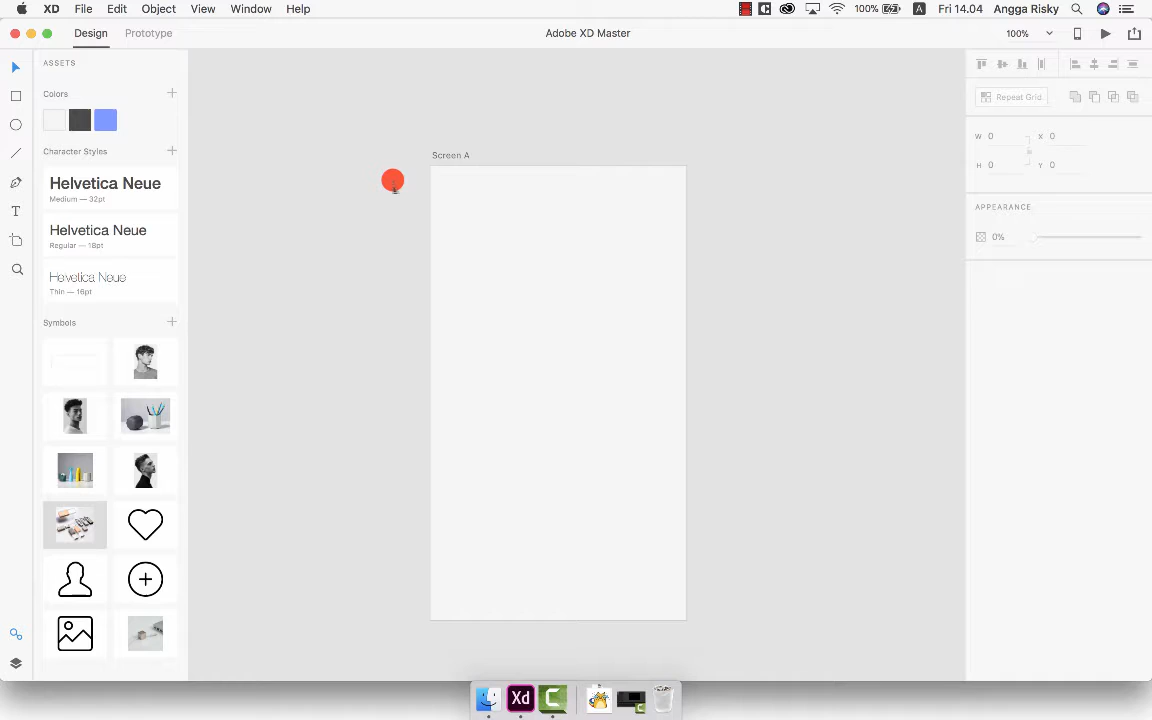 XD File Edit Object View Window Help 100% A Fri 14.04 Angga Risky
Design Prototype Adobe XD Master 100%
ASSETS
Colors
Character Styles
Helvetica Neue
Medium — 32pt
Helvetica Neue
Regular — 18pt
Helvetica Neue
Thin — 16pt
Symbols
Screen A
Repeat Grid
W 0 X 0
H 0 Y 0
APPEARANCE
0%
Xd
C